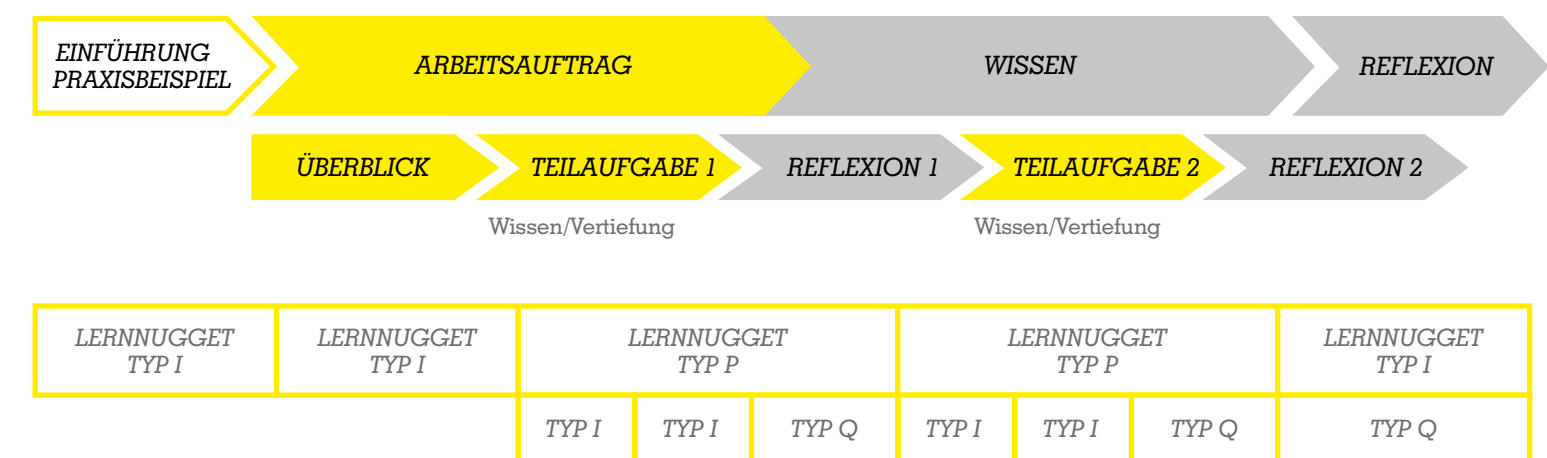 EINFÜHRUNG
PRAXISBEISPIEL
ARBEITSAUFTRAG
WISSEN
REFLEXION
ÜBERBLICK
TEILAUFGABE 1
REFLEXION 1
TEILAUFGABE 2
REFLEXION 2
Wissen/Vertiefung
Wissen/Vertiefung
LERNNUGGET
TYP I
LERNNUGGET
TYP I
LERNNUGGET
TYP P
LERNNUGGET
TYP P
LERNNUGGET
TYP I
TYP I
TYP I
TYP Q
TYP I
TYP I
TYP Q
TYP Q